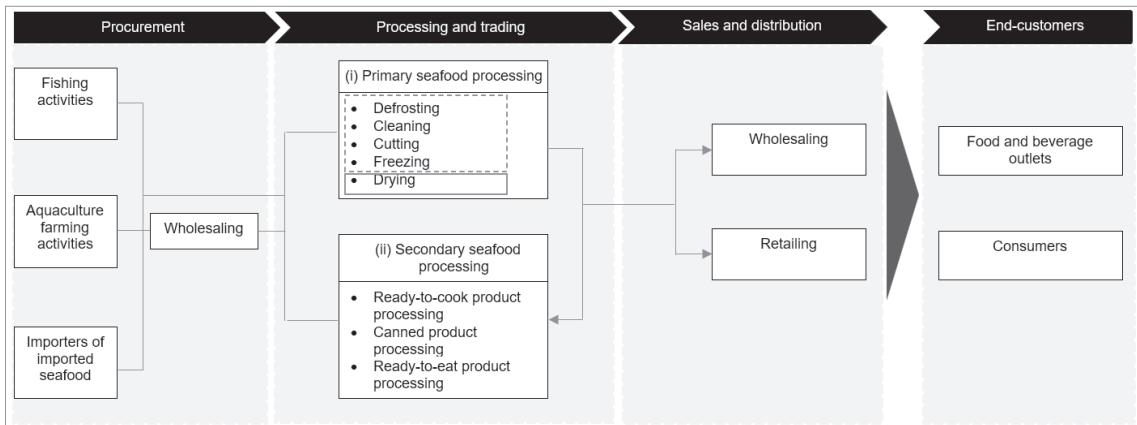 Procurement
Processing and trading
Sales and distribution
End-customers
Fishing
activities
Aquaculture
farming
activities
Importers of
imported
seafood
Wholesaling
(i) Primary seafood processing
• Defrosting
• Cleaning
• Cutting
• Freezing
• Drying
(ii) Secondary seafood
processing
• Ready-to-cook product
processing
• Canned product
processing
• Ready-to-eat product
processing
Wholesaling
Retailing
Food and beverage
outlets
Consumers